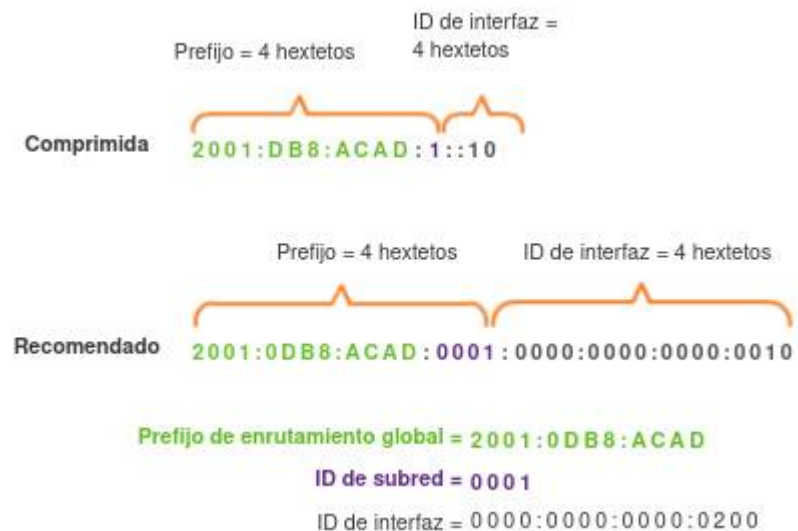 ID de interfaz =
Prefijo = 4 hextetos 4 hextetos
Comprimida 2001:DB8:ACAD:1::10
Prefijo = 4 hextetos ID de interfaz = 4 hextetos
Recomendado 2001:0DB8:ACAD:0001:0000:0000:0000:0010
Prefijo de enrutamiento global = 2001:0DB8:ACAD
ID de subred = 0001
ID de interfaz = 0000:0000:0000:0200